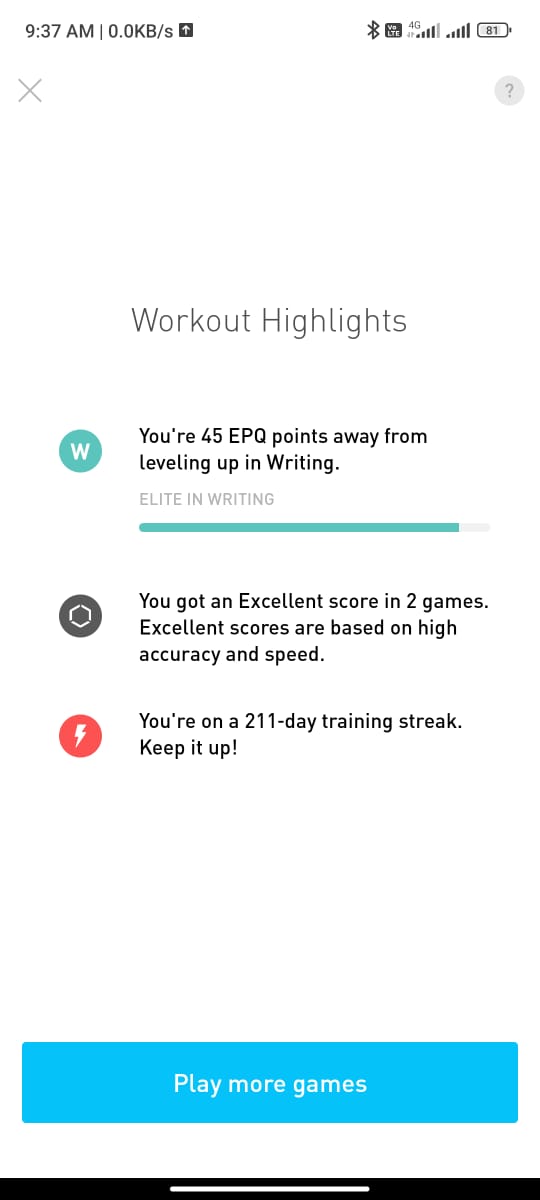 9:37 AM | 0.0KB/s
Vo LTE 4G 81
?
Workout Highlights
W
You're 45 EPQ points away from
leveling up in Writing.
ELITE IN WRITING
You got an Excellent score in 2 games.
Excellent scores are based on high
accuracy and speed.
You're on a 211-day training streak.
Keep it up!
Play more games